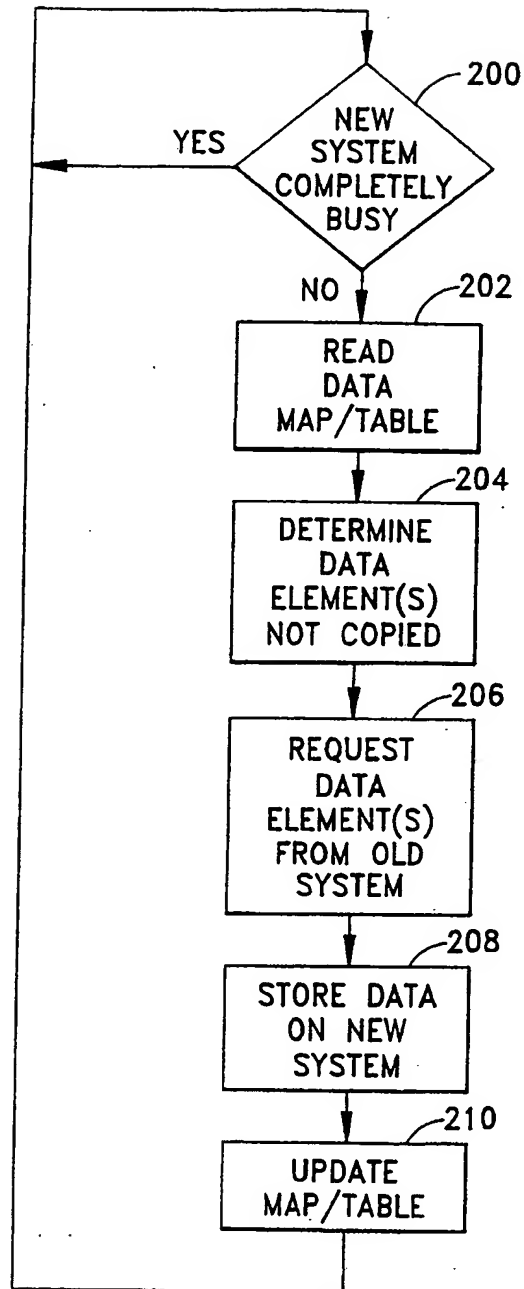 200
NEW
SYSTEM
COMPLETELY
BUSY
YES
NO
202
READ
DATA
MAP/TABLE
204
DETERMINE
DATA
ELEMENT(S)
NOT COPIED
206
REQUEST
DATA
ELEMENT(S)
FROM OLD
SYSTEM
208
STORE DATA
ON NEW
SYSTEM
210
UPDATE
MAP/TABLE